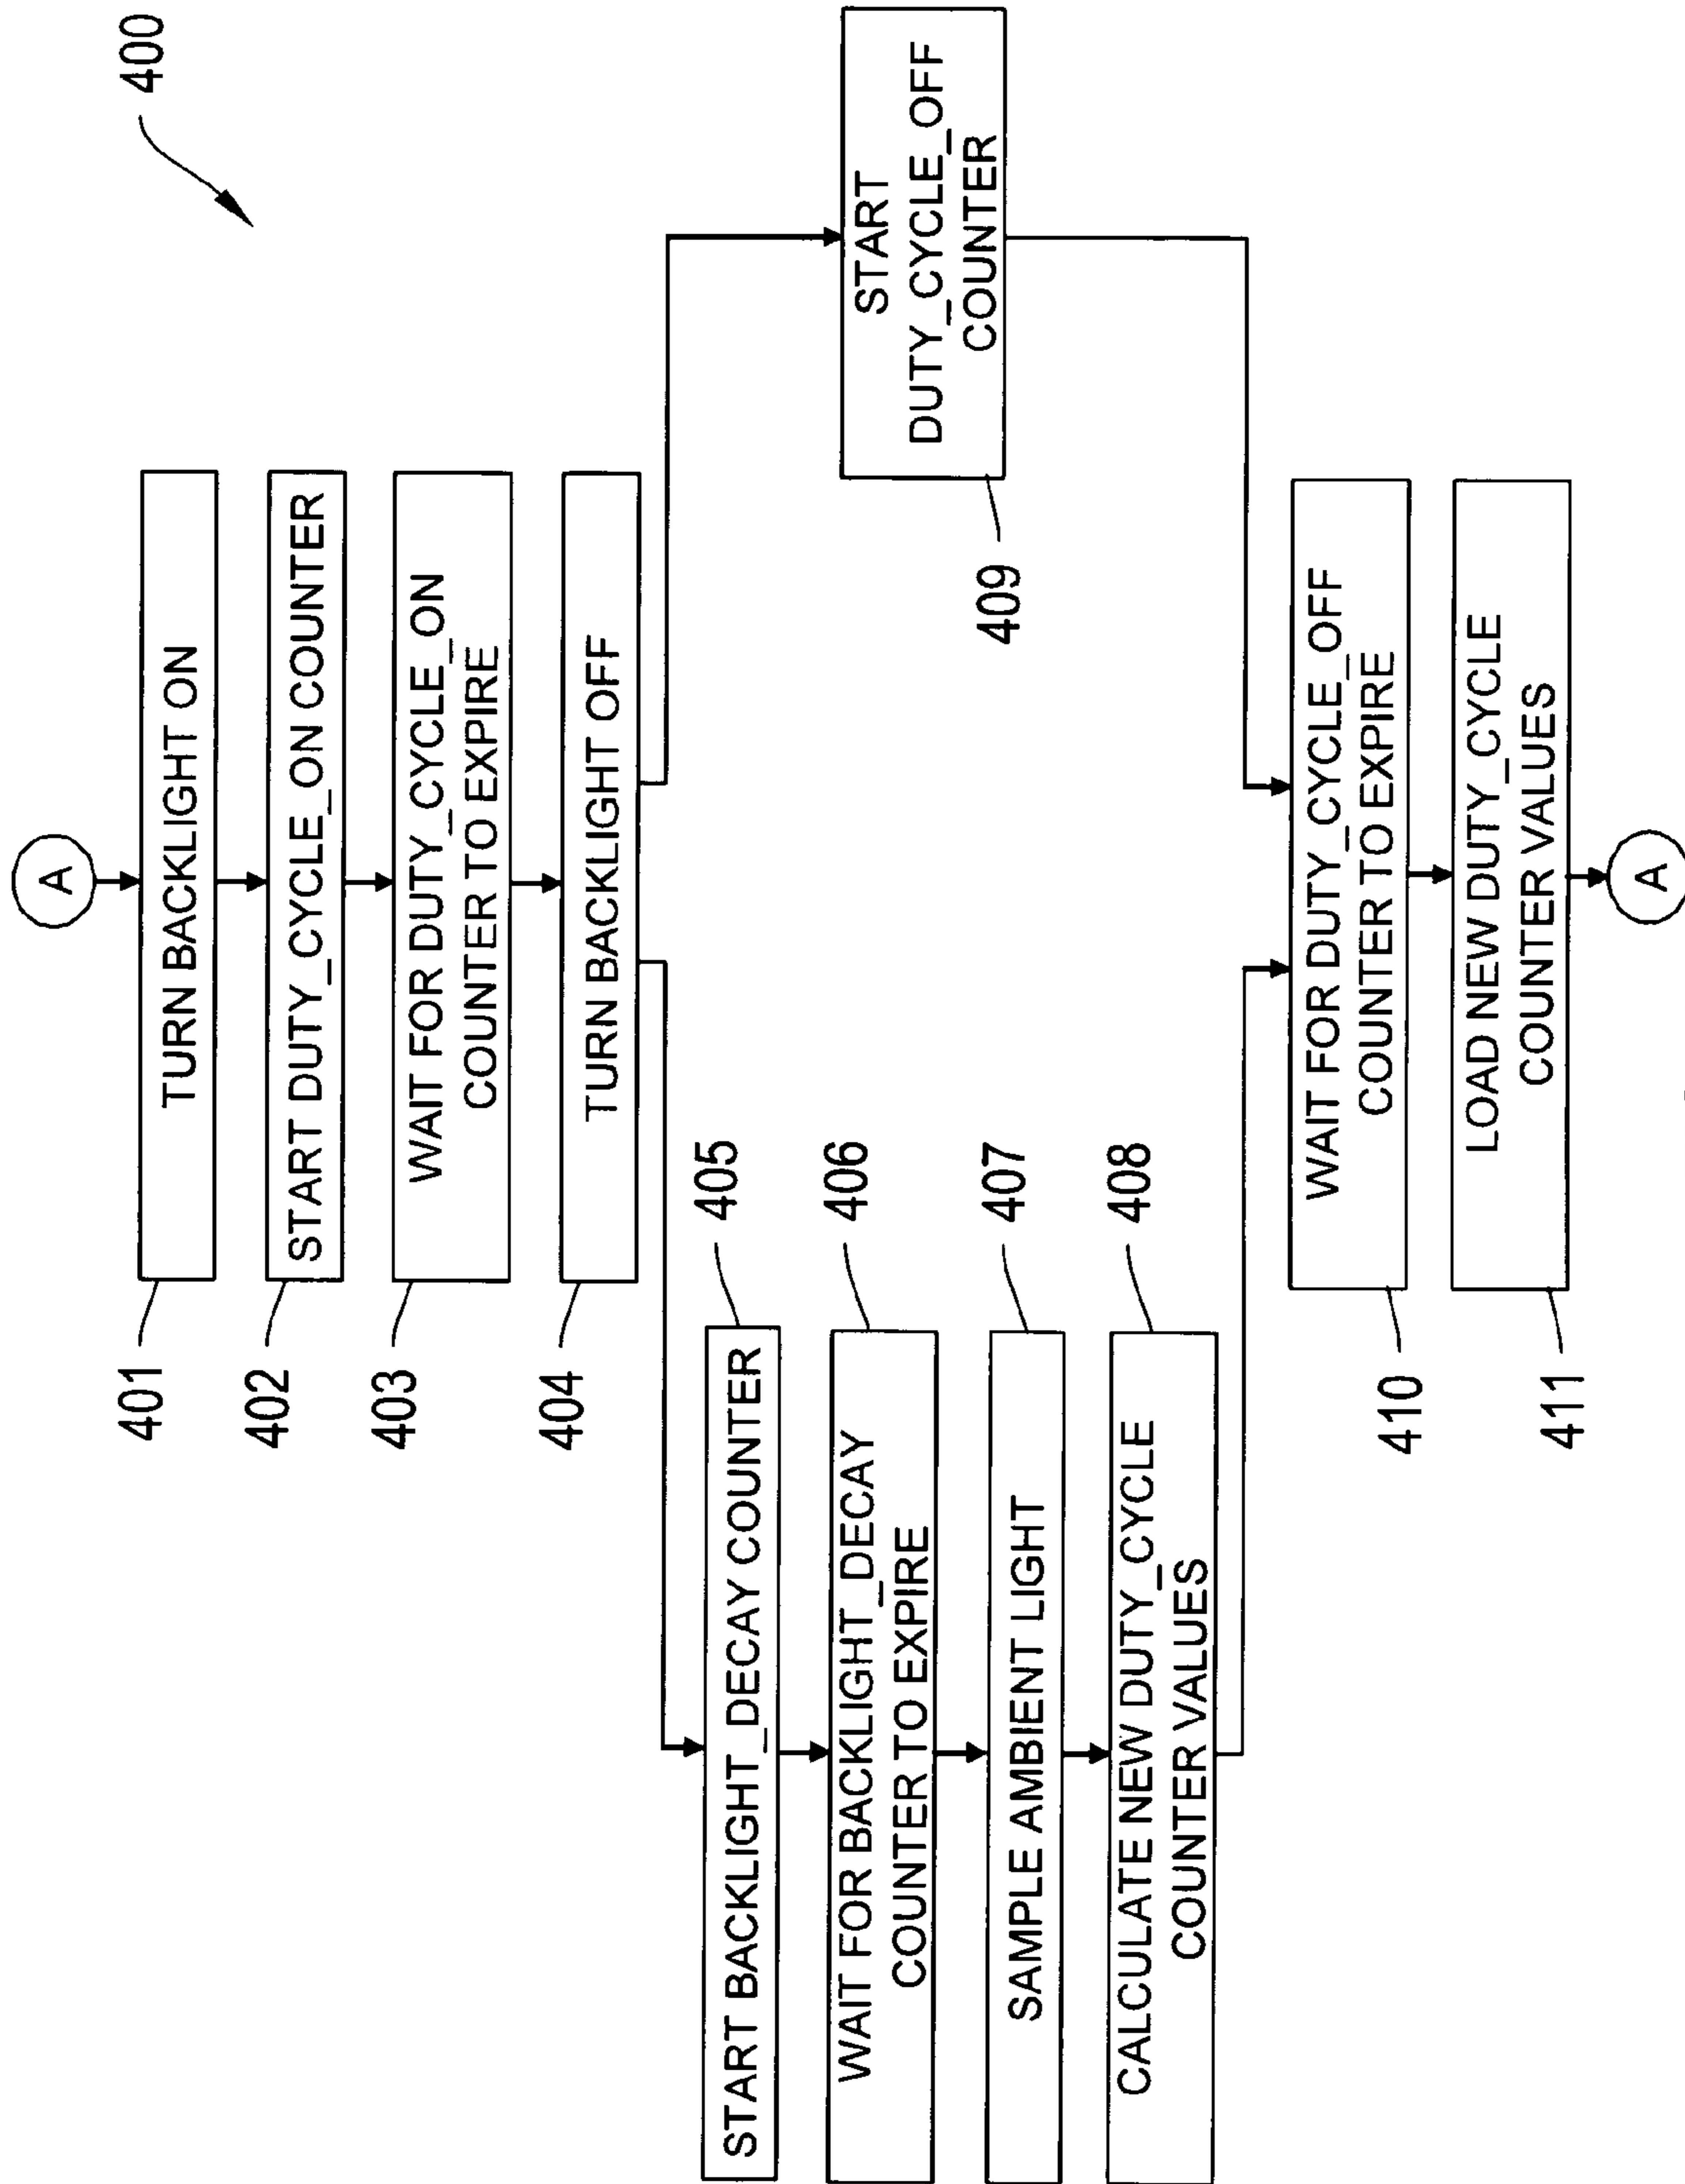 400
A
401
TURN BACKLIGHT ON
402
START DUTY_CYCLE_ON COUNTER
403
WAIT FOR DUTY_CYCLE_ON
COUNTER TO EXPIRE
404
TURN BACKLIGHT OFF
405
START BACKLIGHT_DECAY COUNTER
406
WAIT FOR BACKLIGHT_DECAY
COUNTER TO EXPIRE
407
SAMPLE AMBIENT LIGHT
408
CALCULATE NEW DUTY_CYCLE
COUNTER VALUES
409
START
DUTY_CYCLE_OFF
COUNTER
410
WAIT FOR DUTY_CYCLE_OFF
COUNTER TO EXPIRE
411
LOAD NEW DUTY_CYCLE
COUNTER VALUES
A